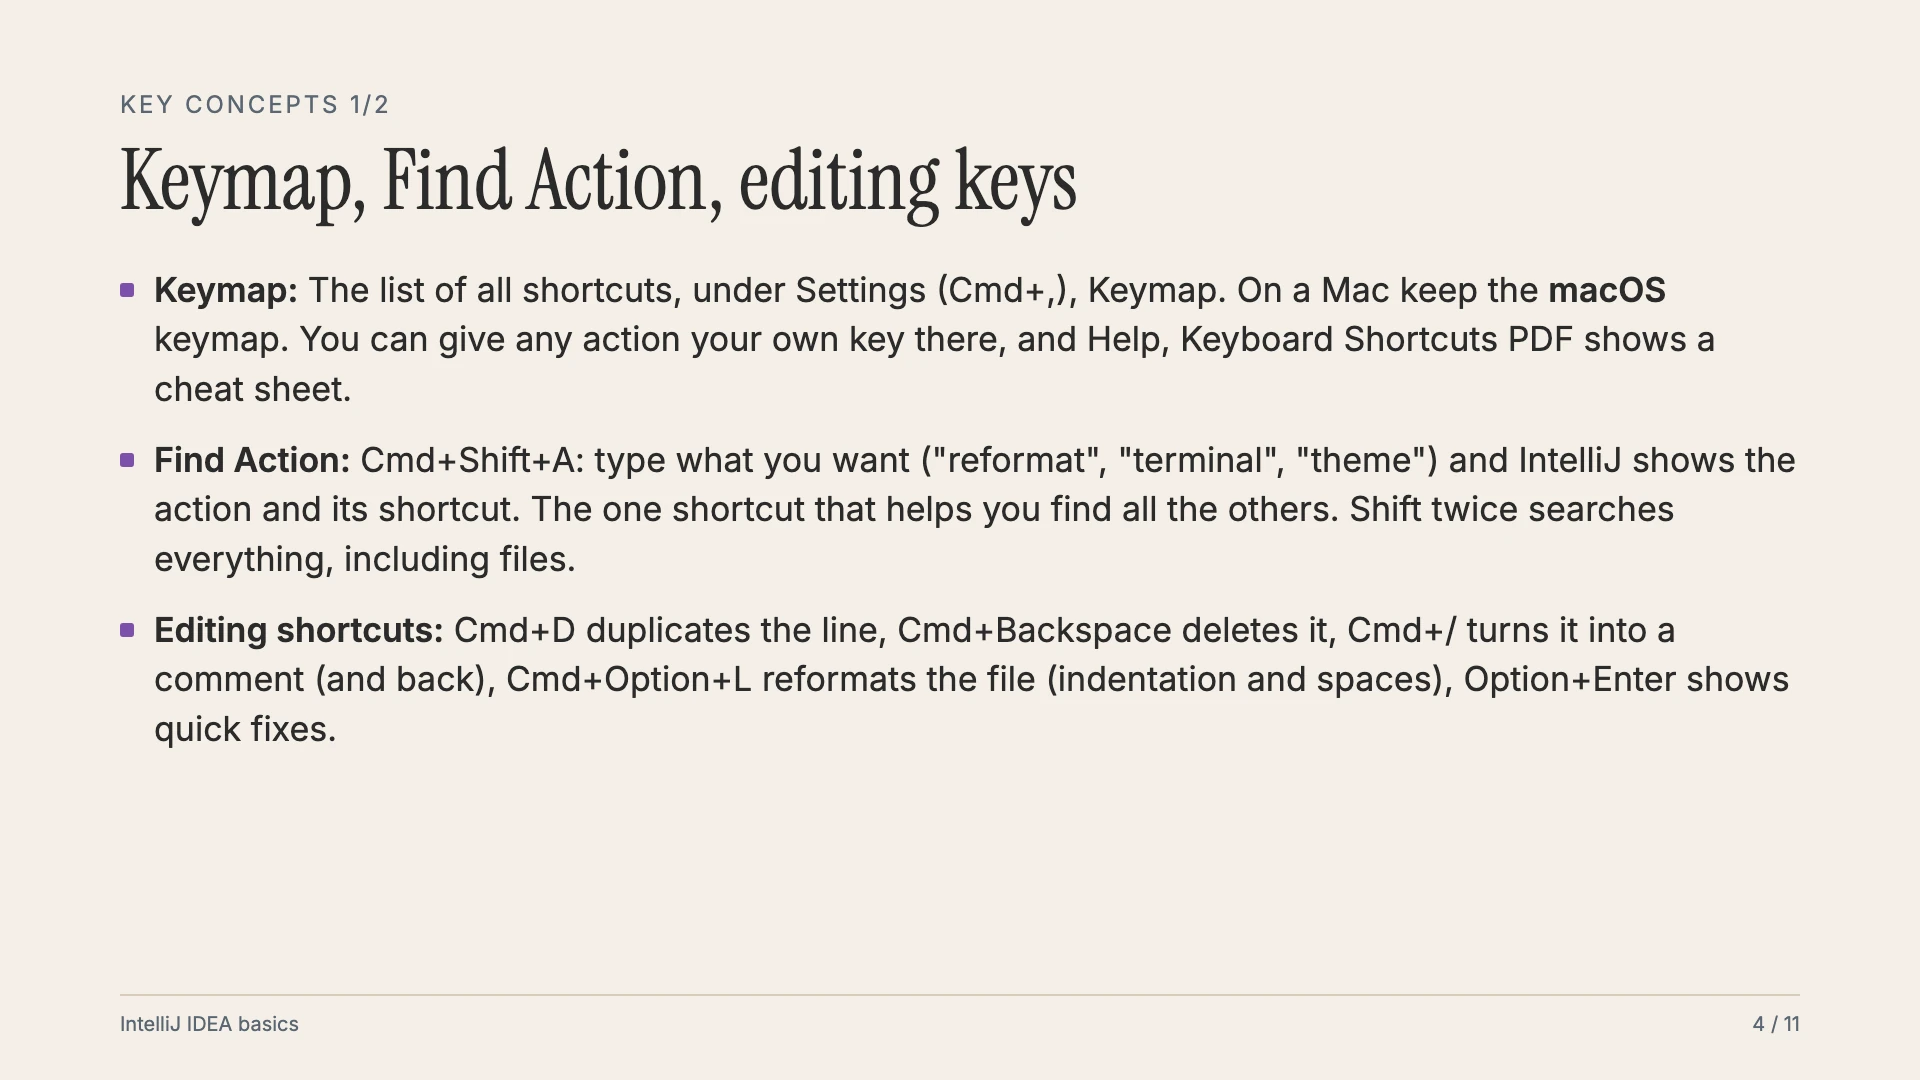 KEY CONCEPTS 1/2
Keymap, Find Action, editing keys
Keymap: The list of all shortcuts, under Settings (Cmd+,), Keymap. On a Mac keep the macOS
keymap. You can give any action your own key there, and Help, Keyboard Shortcuts PDF shows a
cheat sheet.
Find Action: Cmd+Shift+A: type what you want ("reformat", "terminal", "theme") and IntelliJ shows the
action and its shortcut. The one shortcut that helps you find all the others. Shift twice searches
everything, including files.
Editing shortcuts: Cmd+D duplicates the line, Cmd+Backspace deletes it, Cmd+/ turns it into a
comment (and back), Cmd+Option+L reformats the file (indentation and spaces), Option+Enter shows
quick fixes.
IntelliJ IDEA basics
4 / 11